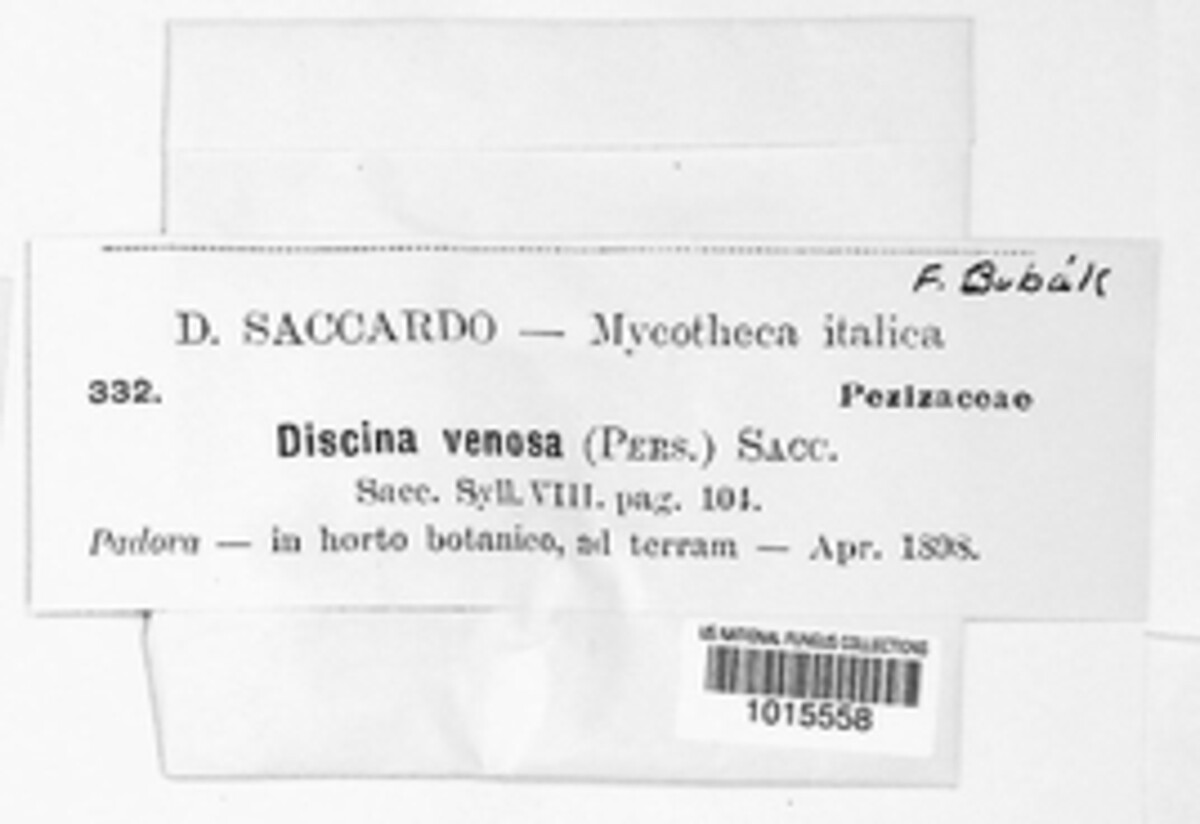 F. Bubák
D. SACCARDO — Mycotheca italica
332.
Pezizaceae
Discina venosa (PERS.) SACC.
Sacc. Syll. VIII. pag. 104.
Padova — in horto botanico, ad terram — Apr. 1898.
US NATIONAL FUNGUS COLLECTIONS
1015558